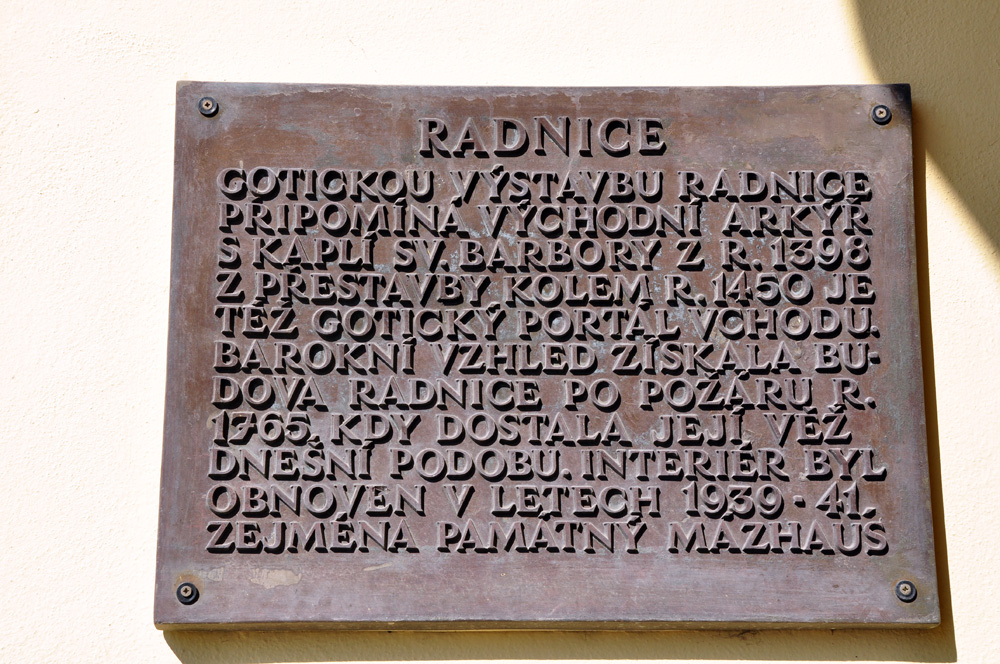 RADNICE
GOTICKOU VÝSTAVBU RADNICE
PŘIPOMÍNÁ VÝCHODNÍ ARKÝŘ
S KAPLÍ SV. BARBORY Z R. 1398
Z PŘESTAVBY KOLEM R. 1450 JE
TÉŽ GOTICKÝ PORTÁL VCHODU.
BAROKNÍ VZHLED ZÍSKALA BU-
DOVA RADNICE PO POŽÁRU R.
1765, KDY DOSTALA JEJÍ VĚŽ
DNEŠNÍ PODOBU. INTERIÉR BYL
OBNOVEN V LETECH 1939 - 41,
ZEJMÉNA PAMÁTNÝ MAZHAUS